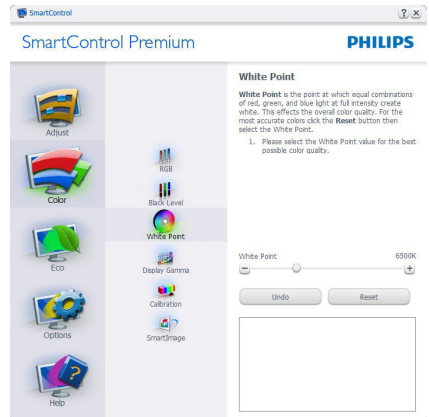 SmartControl
SmartControl Premium
PHILIPS
Adjust
Color
Eco
Options
Help
RGB
Black Level
White Point
Display Gamma
Calibration
SmartImage
White Point
White Point is the point at which equal combinations
of red, green, and blue light at full intensity create
white. This effects the overall color quality. For the
most accurate colors click the Reset button then
select the White Point.
1. Please select the White Point value for the best
possible color quality.
White Point 6500K
Undo Reset